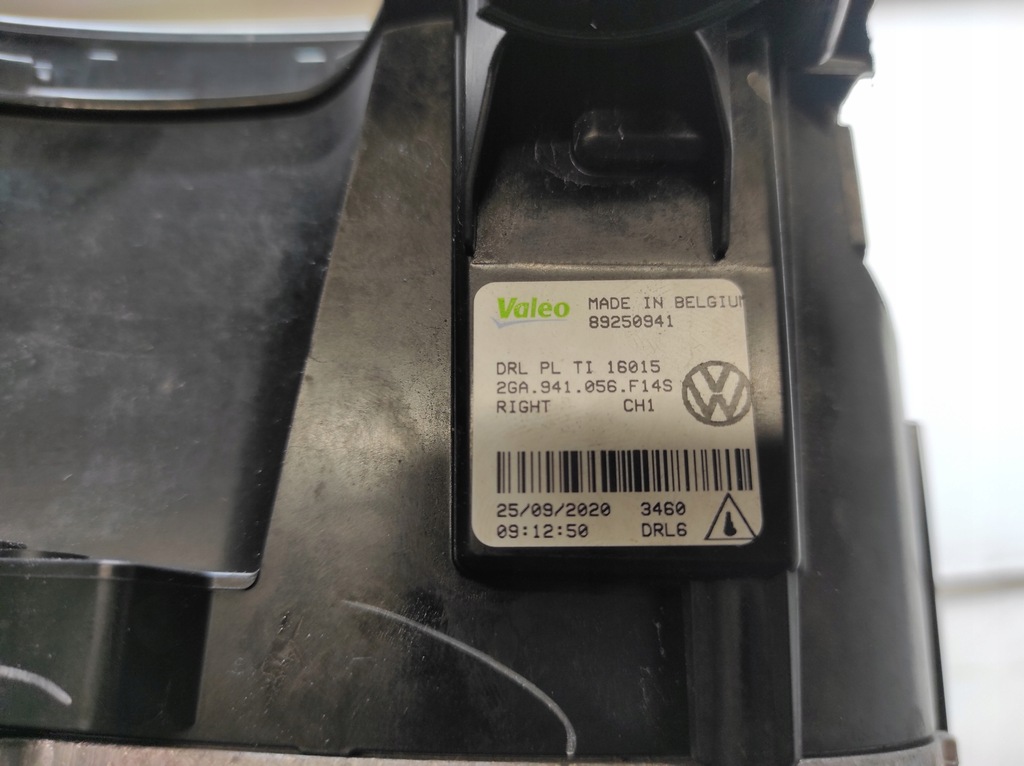 Valeo MADE IN BELGIUM
89250941
DRL PL TI 16015
2GA.941.056.F14S
RIGHT CH1
25/09/2020 3460
09:12:50 DRL6